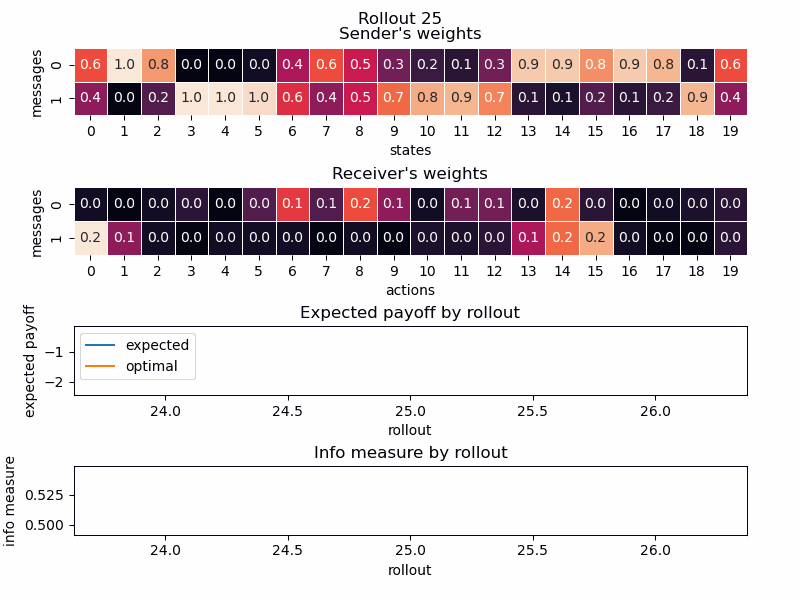 Rollout 25
Sender's weights
messages
0 0.6 1.0 0.8 0.0 0.0 0.0 0.4 0.6 0.5 0.3 0.2 0.1 0.3 0.9 0.9 0.8 0.9 0.8 0.1 0.6
1 0.4 0.0 0.2 1.0 1.0 1.0 0.6 0.4 0.5 0.7 0.8 0.9 0.7 0.1 0.1 0.2 0.1 0.2 0.9 0.4
0 1 2 3 4 5 6 7 8 9 10 11 12 13 14 15 16 17 18 19
states
Receiver's weights
messages
0 0.0 0.0 0.0 0.0 0.0 0.0 0.1 0.1 0.2 0.1 0.0 0.1 0.1 0.0 0.2 0.0 0.0 0.0 0.0 0.0
1 0.2 0.1 0.0 0.0 0.0 0.0 0.0 0.0 0.0 0.0 0.0 0.0 0.0 0.1 0.2 0.2 0.0 0.0 0.0 0.0
0 1 2 3 4 5 6 7 8 9 10 11 12 13 14 15 16 17 18 19
actions
Expected payoff by rollout
expected payoff
−1
−2
expected
optimal
24.0 24.5 25.0 25.5 26.0
rollout
Info measure by rollout
info measure
0.525
0.500
24.0 24.5 25.0 25.5 26.0
rollout